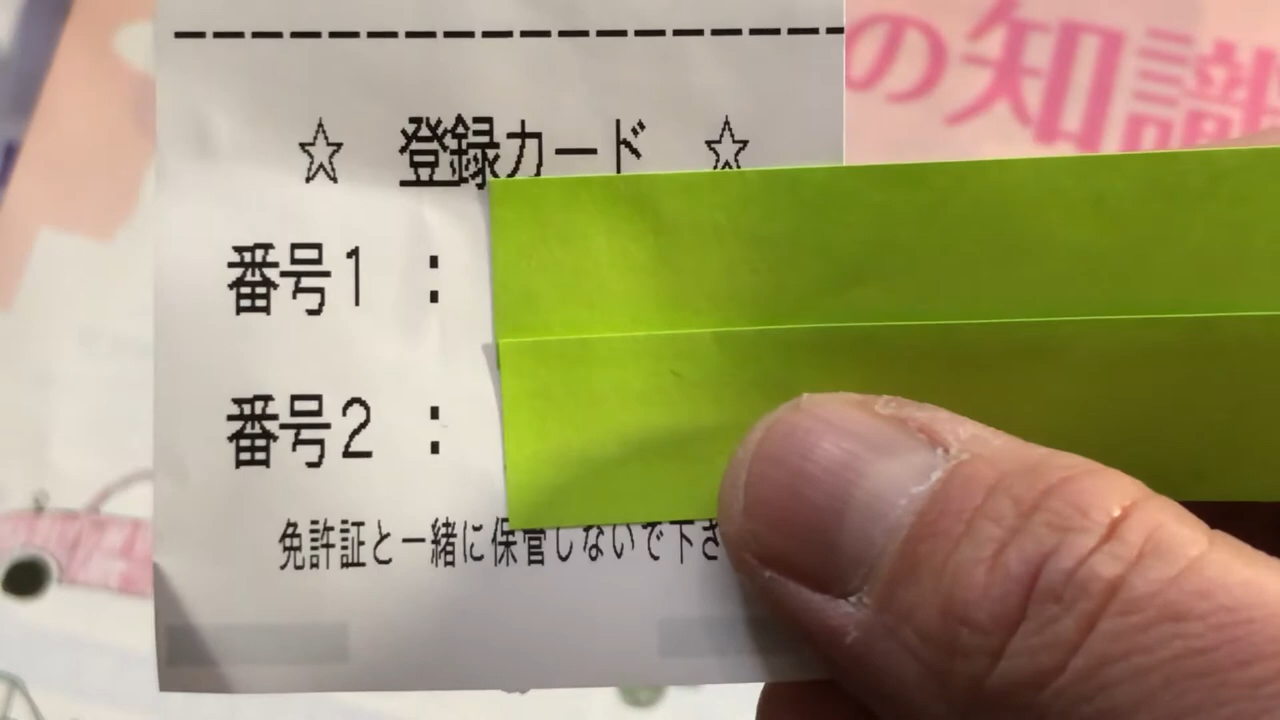 の知識
☆ 登録カード ☆
番号1 :
番号2 :
免許証と一緒に保管しないで下さ